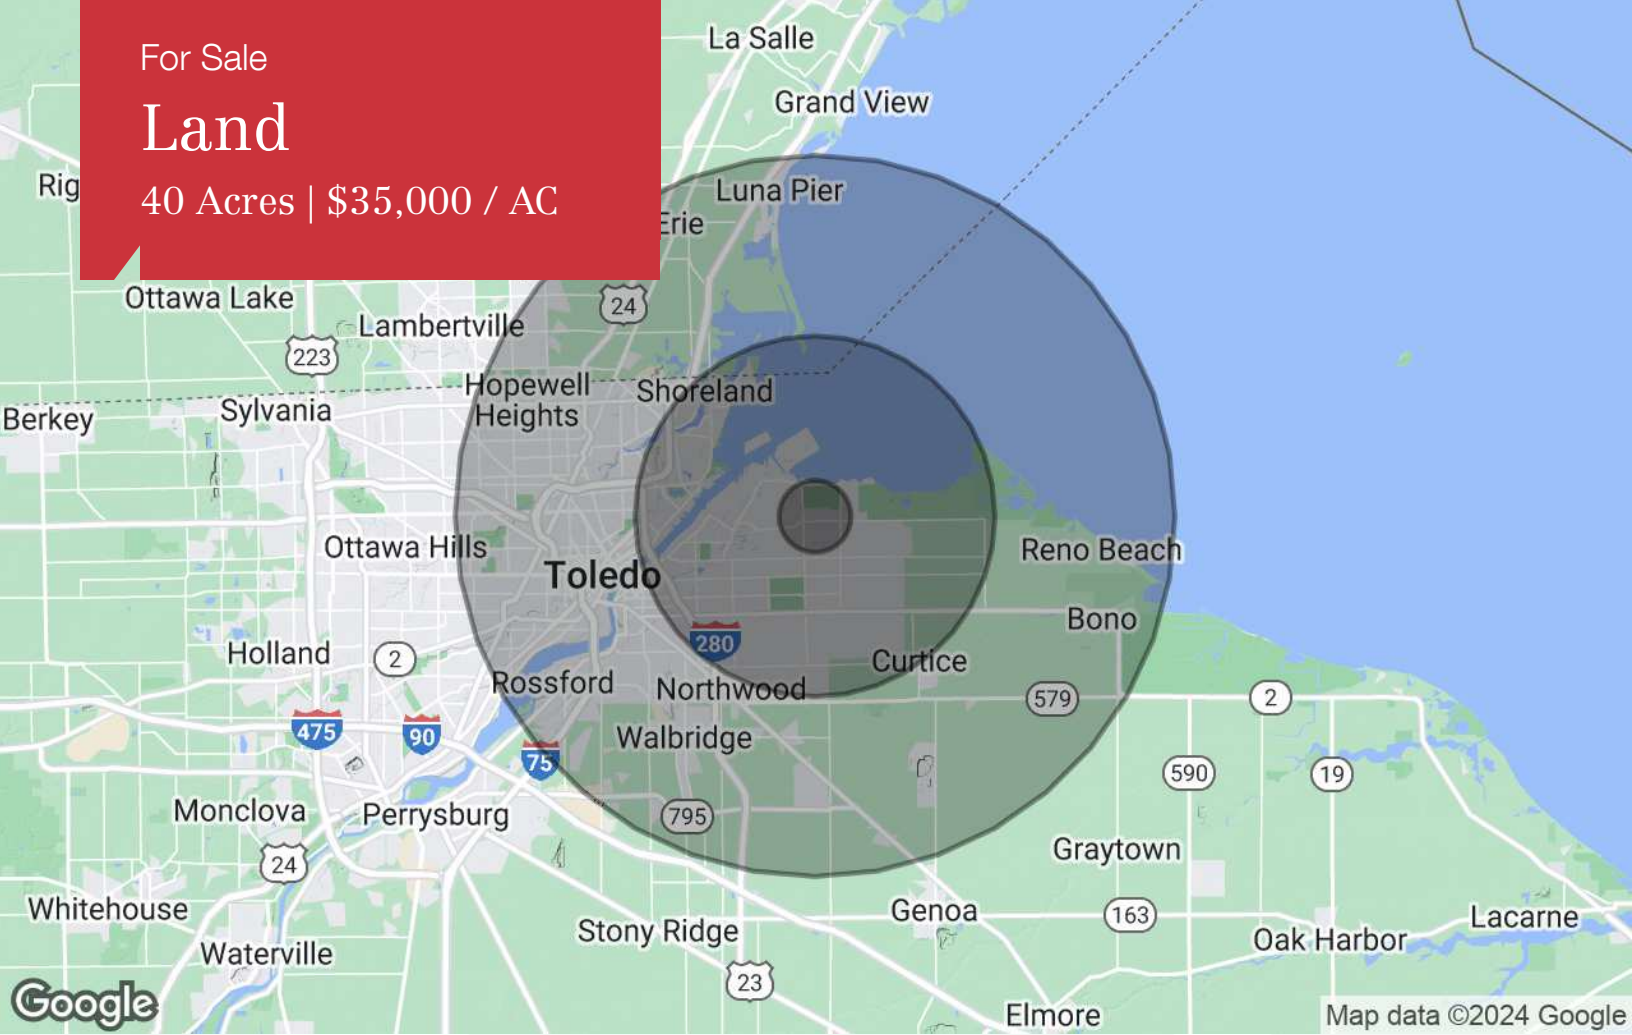 For Sale
Land
40 Acres | $35,000 / AC
La Salle
Grand View
Rig
Luna Pier
Erie
Ottawa Lake
24
Lambertville
223
Hopewell
Heights
Shoreland
Berkey
Sylvania
Ottawa Hills
Reno Beach
Toledo
Bono
280
Holland
2
Curtice
Rossford
Northwood
579
2
475
90
Walbridge
75
590
19
Monclova
Perrysburg
795
24
Graytown
Whitehouse
Genoa
163
Lacarne
Stony Ridge
Oak Harbor
Waterville
23
Google
Elmore
Map data ©2024 Google